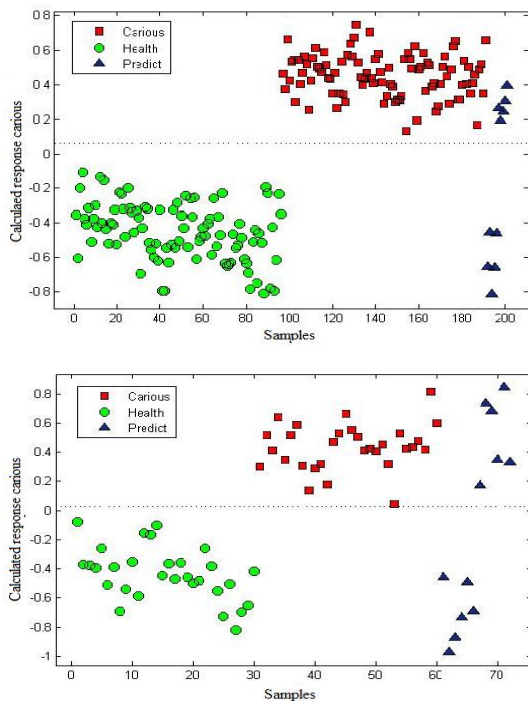 0.8
Carious
Health
Predict
0.6
0.4
0.2
0
-0.2
-0.4
-0.6
-0.8
Calculaed response carious
0 20 40 60 80 100 120 140 160 180 200
Samples
0.8
Carious
Health
Predict
0.6
0.4
0.2
0
-0.2
-0.4
-0.6
-0.8
-1
Calculated response carious
0 10 20 30 40 50 60 70
Samples